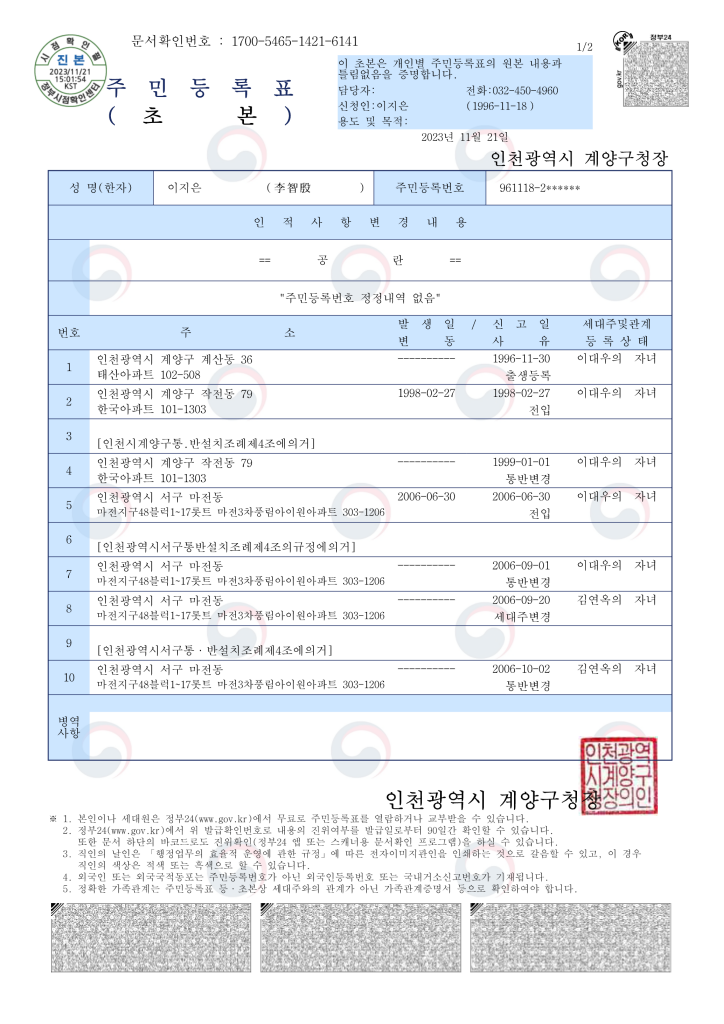 문서확인번호 : 1700-5465-1421-6141
1/2
시점확인필
진 본
2023/11/21
15:01:54
KST
정부시점확인센터
정부24
gov.kr
주 민 등 록 표
( 초 본 )
이 초본은 개인별 주민등록표의 원본 내용과
틀림없음을 증명합니다.
담당자: 전화:032-450-4960
신청인:이지은 (1996-11-18 )
용도 및 목적:
2023년 11월 21일
인천광역시 계양구청장
성 명(한자) 이지은 (李智殷 ) 주민등록번호 961118-2******
인 적 사 항 변 경 내 용
== 공 란 ==
"주민등록번호 정정내역 없음"
번호 주 소 발 생 일 / 신 고 일 세대주및관계
변 동 사 유 등 록 상 태
1 인천광역시 계양구 계산동 36 ---------- 1996-11-30 이대우의 자녀
태산아파트 102-508 출생등록
2 인천광역시 계양구 작전동 79 1998-02-27 1998-02-27 이대우의 자녀
한국아파트 101-1303 전입
3 [인천시계양구통.반설치조례제4조에의거]
4 인천광역시 계양구 작전동 79 ---------- 1999-01-01 이대우의 자녀
한국아파트 101-1303 통반변경
5 인천광역시 서구 마전동 2006-06-30 2006-06-30 이대우의 자녀
마전지구48블럭1~17롯트 마전3차풍림아이원아파트 303-1206 전입
6 [인천광역시서구통반설치조례제4조의규정에의거]
7 인천광역시 서구 마전동 ---------- 2006-09-01 이대우의 자녀
마전지구48블럭1~17롯트 마전3차풍림아이원아파트 303-1206 통반변경
8 인천광역시 서구 마전동 ---------- 2006-09-20 김연옥의 자녀
마전지구48블럭1~17롯트 마전3차풍림아이원아파트 303-1206 세대주변경
9 [인천광역시서구통·반설치조례제4조에의거]
10 인천광역시 서구 마전동 ---------- 2006-10-02 김연옥의 자녀
마전지구48블럭1~17롯트 마전3차풍림아이원아파트 303-1206 통반변경
병역
사항
인천광역시 계양구청장
인천광역
시계양구
청장의인
※ 1. 본인이나 세대원은 정부24(www.gov.kr)에서 무료로 주민등록표를 열람하거나 교부받을 수 있습니다.
2. 정부24(www.gov.kr)에서 위 발급확인번호로 내용의 진위여부를 발급일로부터 90일간 확인할 수 있습니다.
또한 문서 하단의 바코드로도 진위확인(정부24 앱 또는 스캐너용 문서확인 프로그램)을 하실 수 있습니다.
3. 직인의 날인은 「행정업무의 효율적 운영에 관한 규정」에 따른 전자이미지관인을 인쇄하는 것으로 갈음할 수 있고, 이 경우
직인의 색상은 적색 또는 흑색으로 할 수 있습니다.
4. 외국인 또는 외국국적동포는 주민등록번호가 아닌 외국인등록번호 또는 국내거소신고번호가 기재됩니다.
5. 정확한 가족관계는 주민등록표 등·초본상 세대주와의 관계가 아닌 가족관계증명서 등으로 확인하여야 합니다.